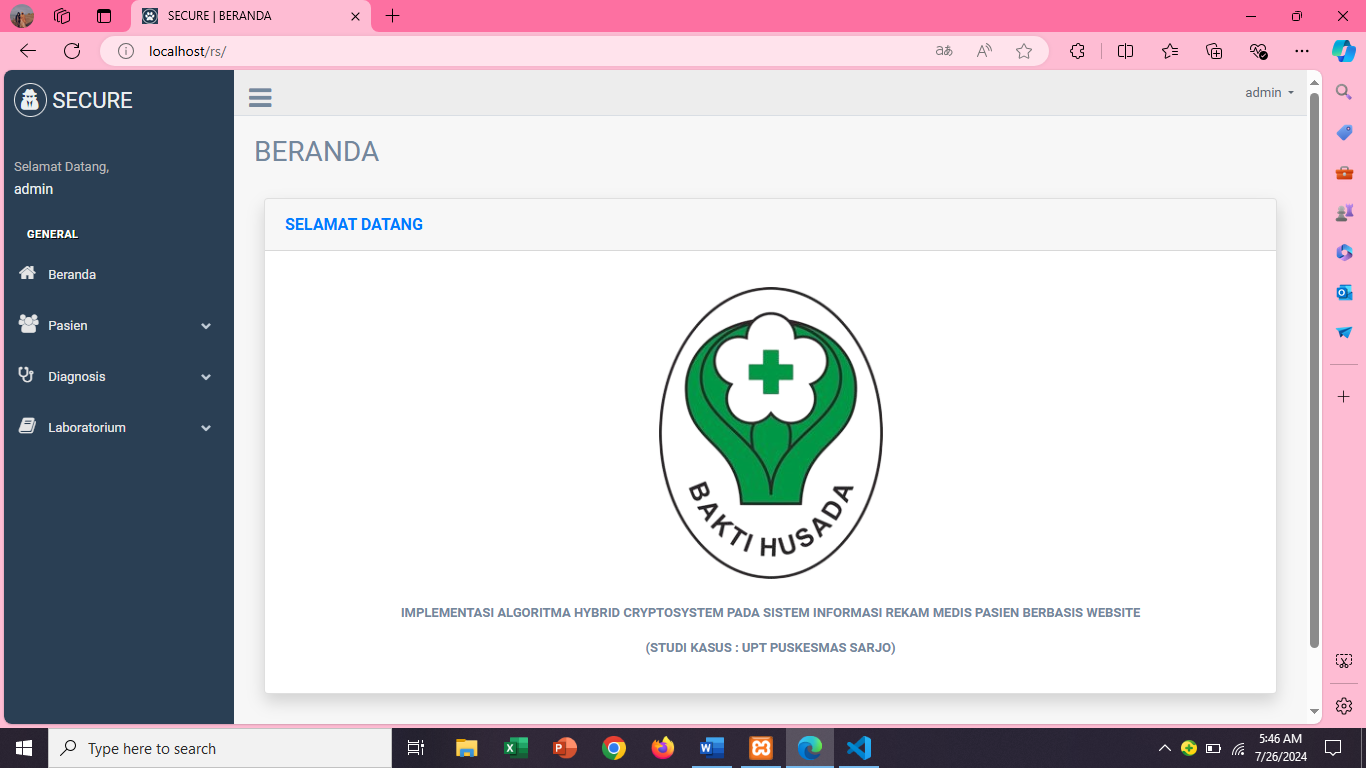 SECURE | BERANDA
localhost/rs/
SECURE
admin
Selamat Datang,
admin
GENERAL
Beranda
Pasien
Diagnosis
Laboratorium
BERANDA
SELAMAT DATANG
BAKTI HUSADA
IMPLEMENTASI ALGORITMA HYBRID CRYPTOSYSTEM PADA SISTEM INFORMASI REKAM MEDIS PASIEN BERBASIS WEBSITE
(STUDI KASUS : UPT PUSKESMAS SARJO)
Type here to search
5:46 AM
7/26/2024